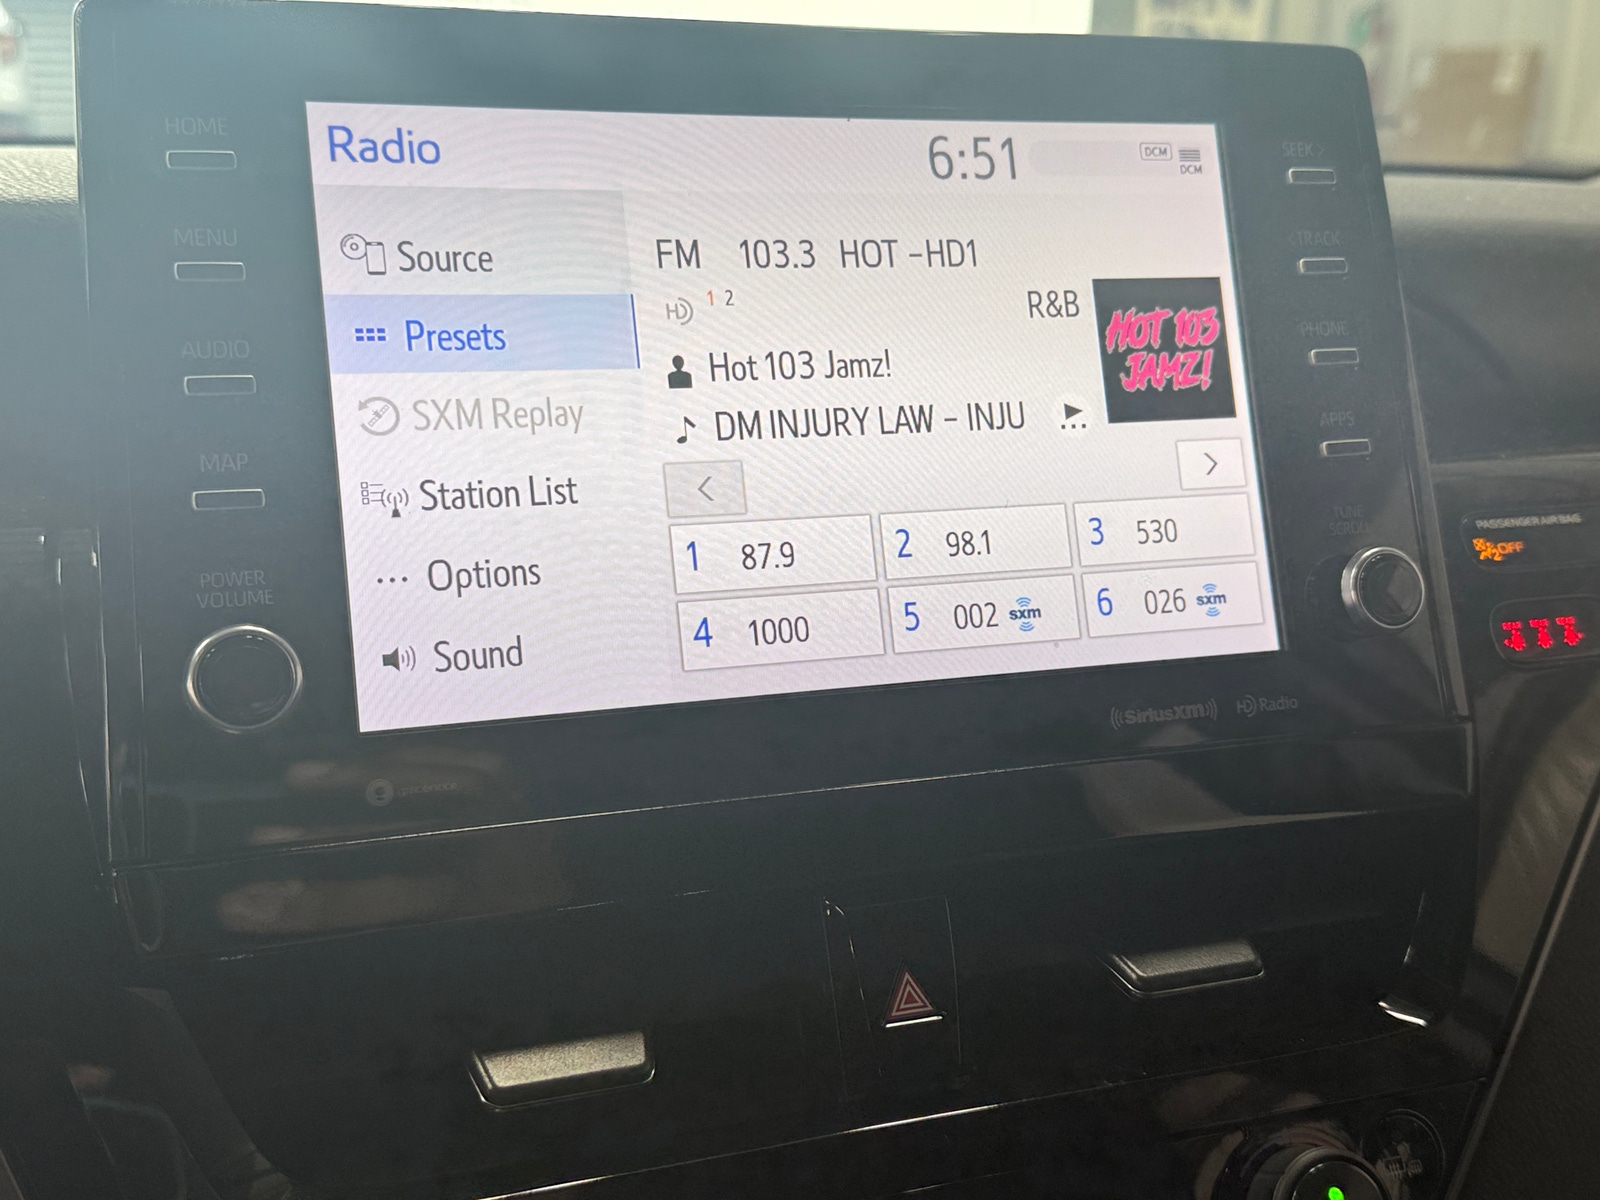 HOME
MENU
AUDIO
MAP
POWER
VOLUME
Radio
6:51
DCM
DCM
Source
Presets
SXM Replay
Station List
Options
Sound
FM 103.3 HOT -HD1
HD 1 2
R&B
Hot 103 Jamz!
DM INJURY LAW - INJU
HOT 103
JAMZ!
<
>
1 87.9
2 98.1
3 530
4 1000
5 002 sxm
6 026 sxm
SEEK >
< TRACK
PHONE
APPS
TUNE
SCROLL
((SiriusXM))
HD Radio
PASSENGER AIR BAG
OFF